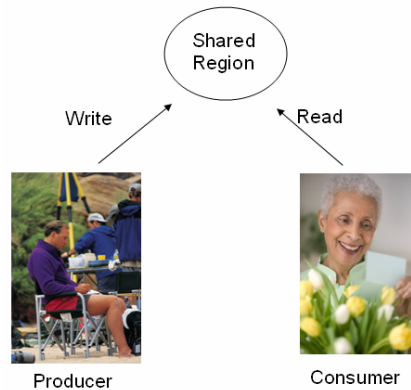 Shared
Region
Write
Read
Producer
Consumer